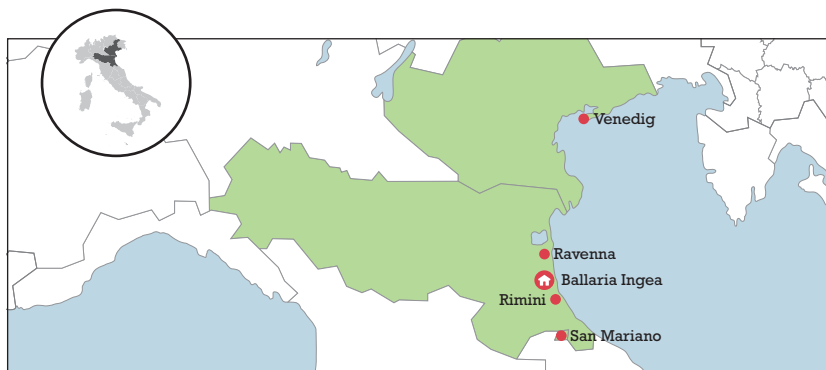 Venedig
Ravenna
Ballaria Ingea
Rimini
San Mariano